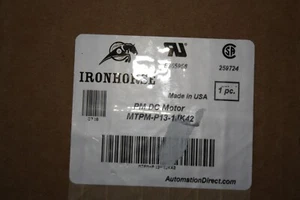 259724
IRONHORSE
Made in USA
1 pc.
PM DC Motor
MTPM-P13-1JK42
AutomationDirect.com